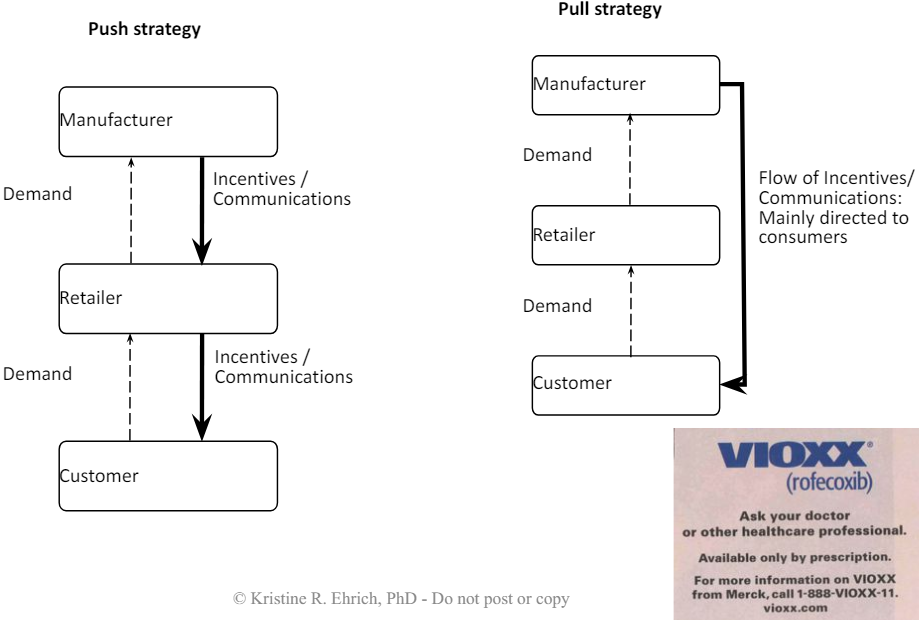 Push strategy
Manufacturer
Demand
Incentives /
Communications
Retailer
Demand
Incentives /
Communications
Customer
Pull strategy
Manufacturer
Demand
Flow of Incentives/
Communications:
Mainly directed to
consumers
Retailer
Demand
Customer
VIOXX®
(rofecoxib)
Ask your doctor
or other healthcare professional.
Available only by prescription.
For more information on VIOXX
from Merck, call 1-888-VIOXX-11.
vioxx.com
© Kristine R. Ehrich, PhD - Do not post or copy